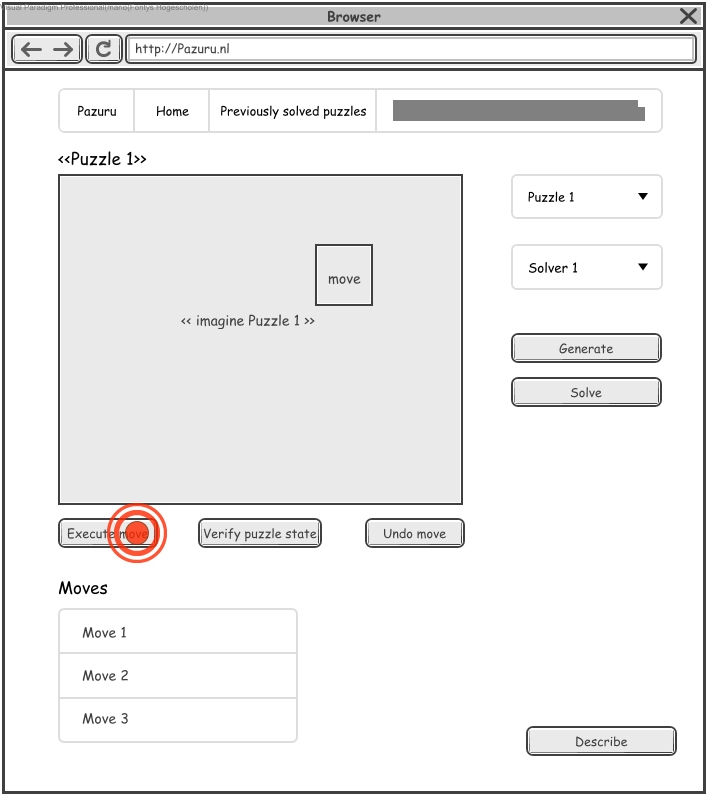 Visual Paradigm Professional(mano(Fontys Hogescholen))
Browser
http://Pazuru.nl
Pazuru
Home
Previously solved puzzles
<<Puzzle 1>>
Puzzle 1
move
Solver 1
<< imagine Puzzle 1 >>
Generate
Solve
Execute move
Verify puzzle state
Undo move
Moves
Move 1
Move 2
Move 3
Describe